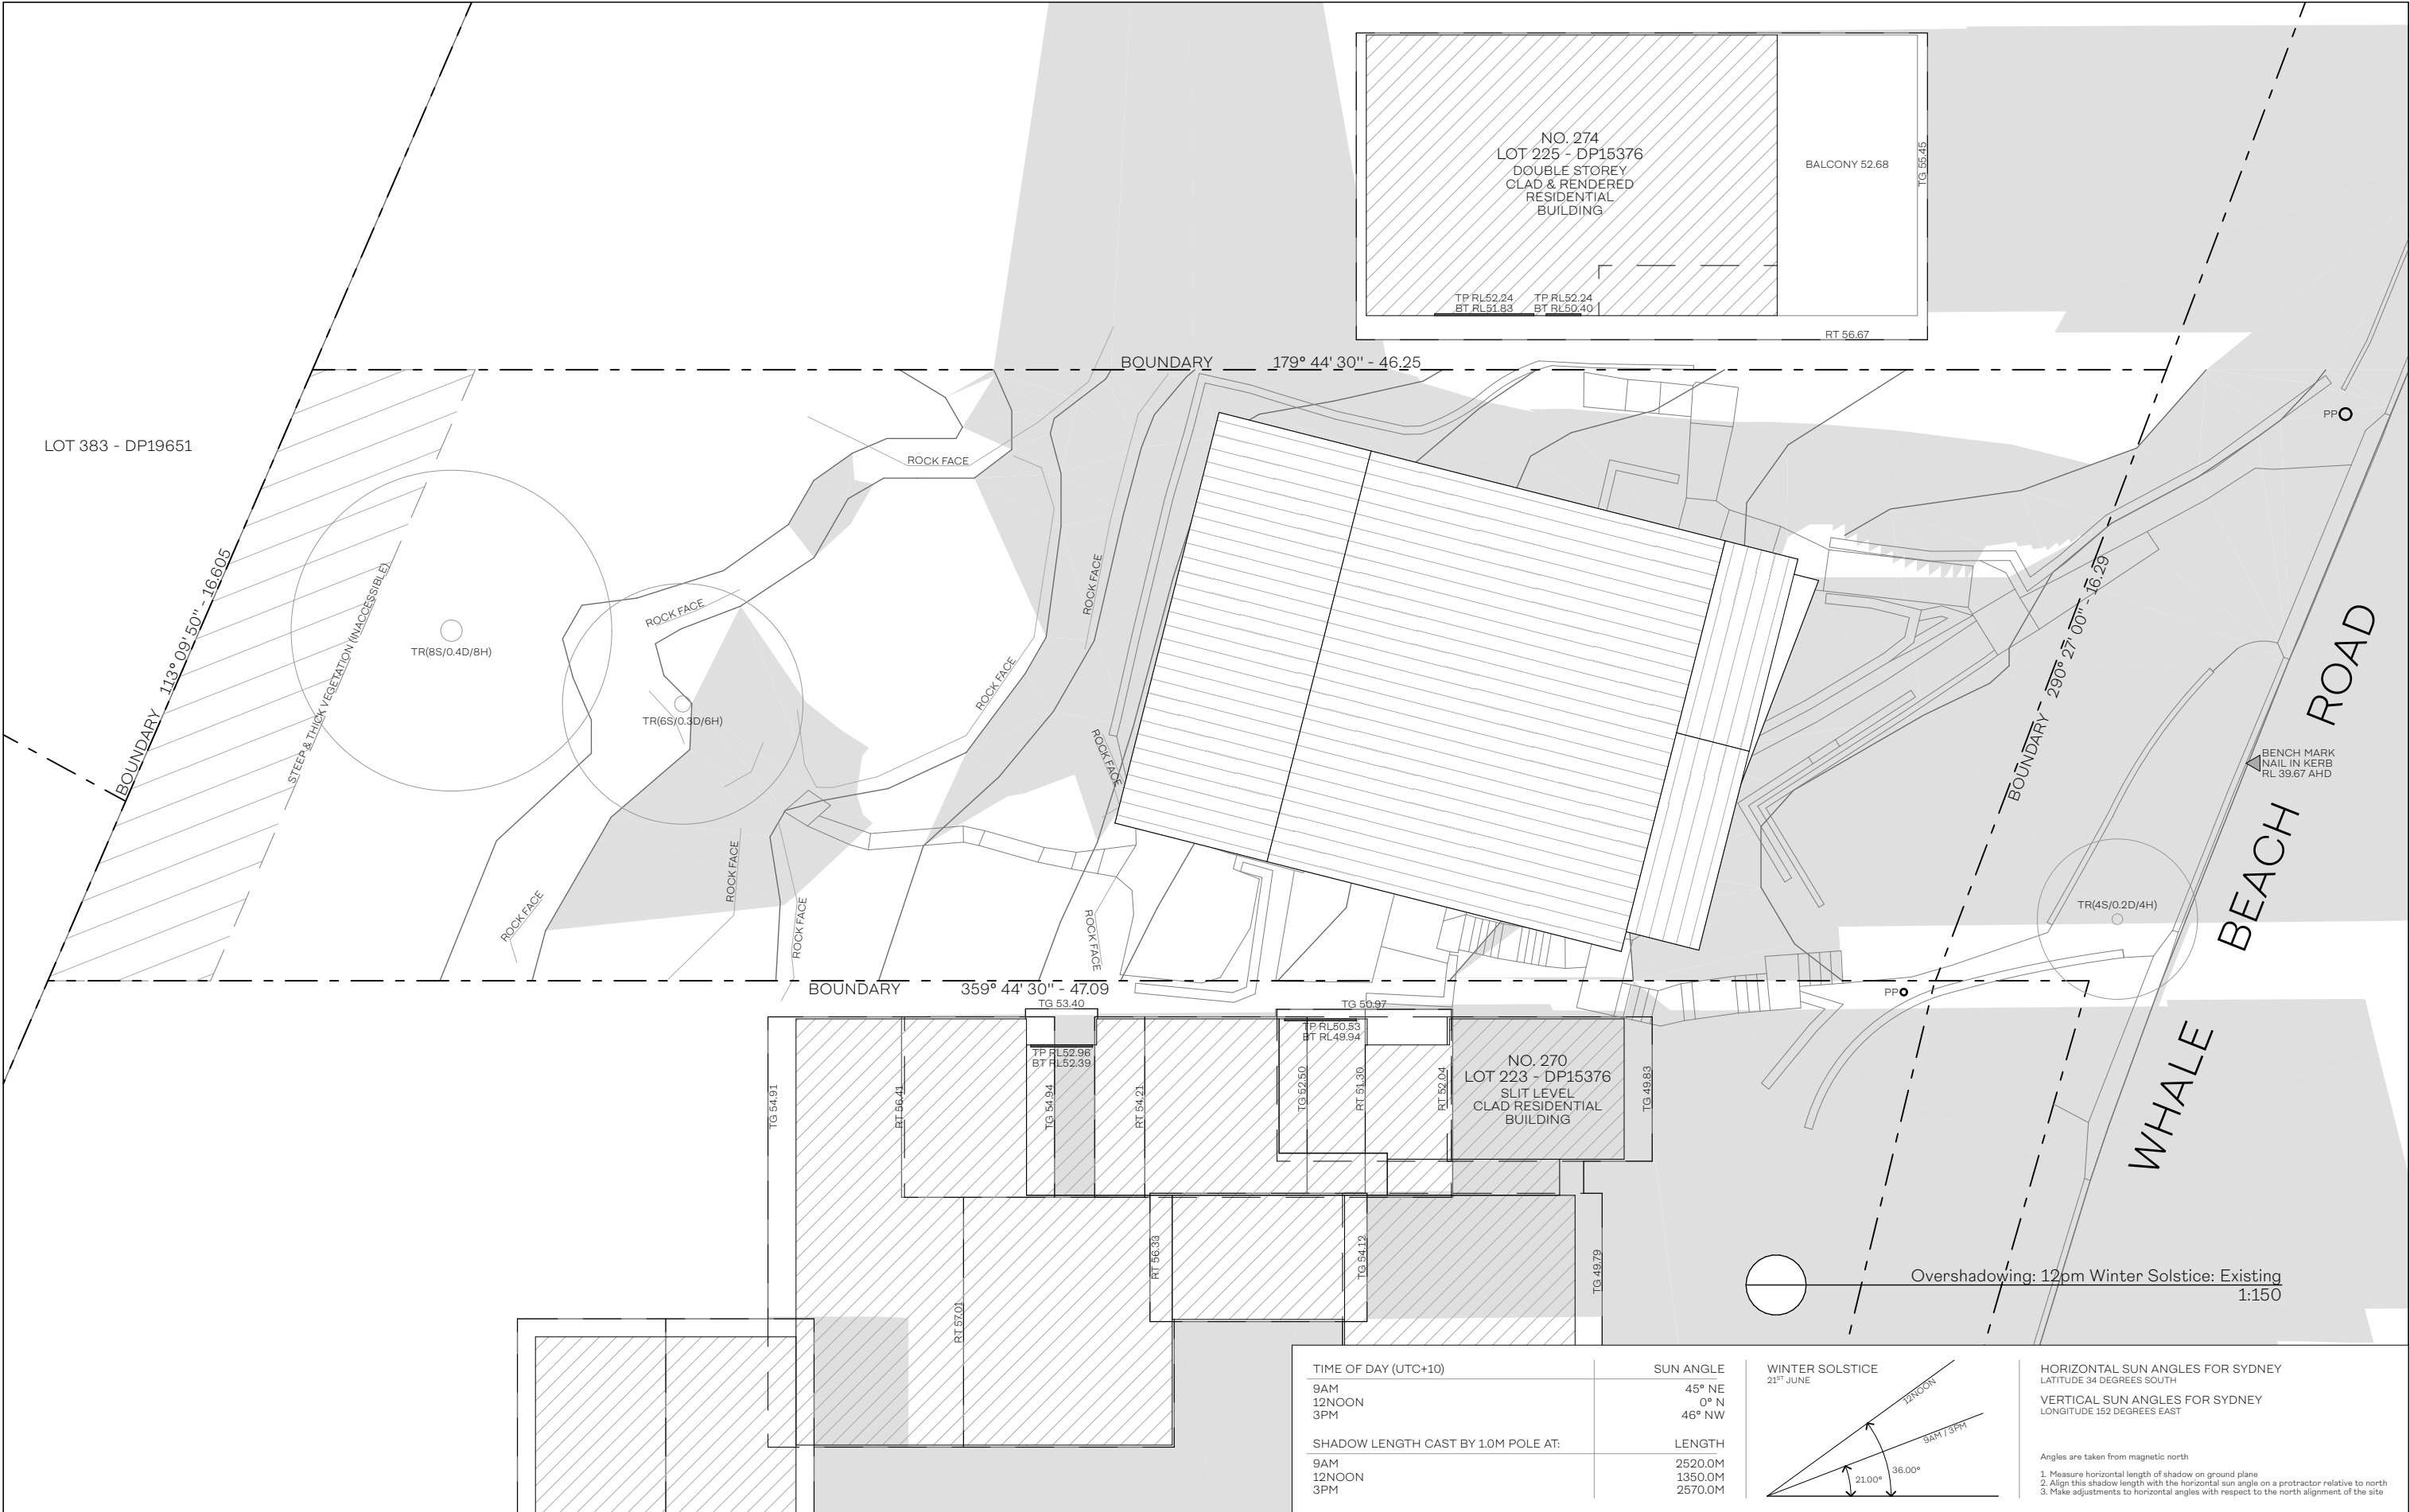 NO. 274
LOT 225 - DP15376
DOUBLE STOREY
CLAD & RENDERED
RESIDENTIAL
BUILDING
BALCONY 52.68
TG 55.45
TP RL52.24
BT RL51.83
TP RL52.24
BT RL50.40
RT 56.67
BOUNDARY 179° 44' 30'' - 46.25
LOT 383 - DP19651
PP
ROCK FACE
ROCK FACE
ROCK FACE
BOUNDARY 113° 09' 50'' - 16.605
STEEP & THICK VEGETATION (INACCESSIBLE)
TR(8S/0.4D/8H)
TR(6S/0.3D/6H)
ROCK FACE
ROCK FACE
BOUNDARY 290° 27' 00'' - 16.29
BENCH MARK
NAIL IN KERB
RL 39.67 AHD
WHALE BEACH ROAD
TR(4S/0.2D/4H)
ROCK FACE
ROCK FACE
ROCK FACE
ROCK FACE
BOUNDARY 359° 44' 30'' - 47.09
PP
TG 53.40
TG 50.97
TP RL52.96
BT RL52.39
TP RL50.53
BT RL49.94
NO. 270
LOT 223 - DP15376
SLIT LEVEL
CLAD RESIDENTIAL
BUILDING
TG 54.91
RT 56.41
TG 54.94
RT 54.21
TG 52.50
RT 51.30
RT 52.04
TG 49.83
RT 56.33
TG 54.12
TG 49.79
RT 57.01
Overshadowing: 12pm Winter Solstice: Existing
1:150
TIME OF DAY (UTC+10) SUN ANGLE
9AM 45° NE
12NOON 0° N
3PM 46° NW
SHADOW LENGTH CAST BY 1.0M POLE AT: LENGTH
9AM 2520.0M
12NOON 1350.0M
3PM 2570.0M
WINTER SOLSTICE
21ST JUNE
12NOON
9AM / 3PM
21.00°
36.00°
HORIZONTAL SUN ANGLES FOR SYDNEY
LATITUDE 34 DEGREES SOUTH
VERTICAL SUN ANGLES FOR SYDNEY
LONGITUDE 152 DEGREES EAST
Angles are taken from magnetic north
1. Measure horizontal length of shadow on ground plane
2. Align this shadow length with the horizontal sun angle on a protractor relative to north
3. Make adjustments to horizontal angles with respect to the north alignment of the site